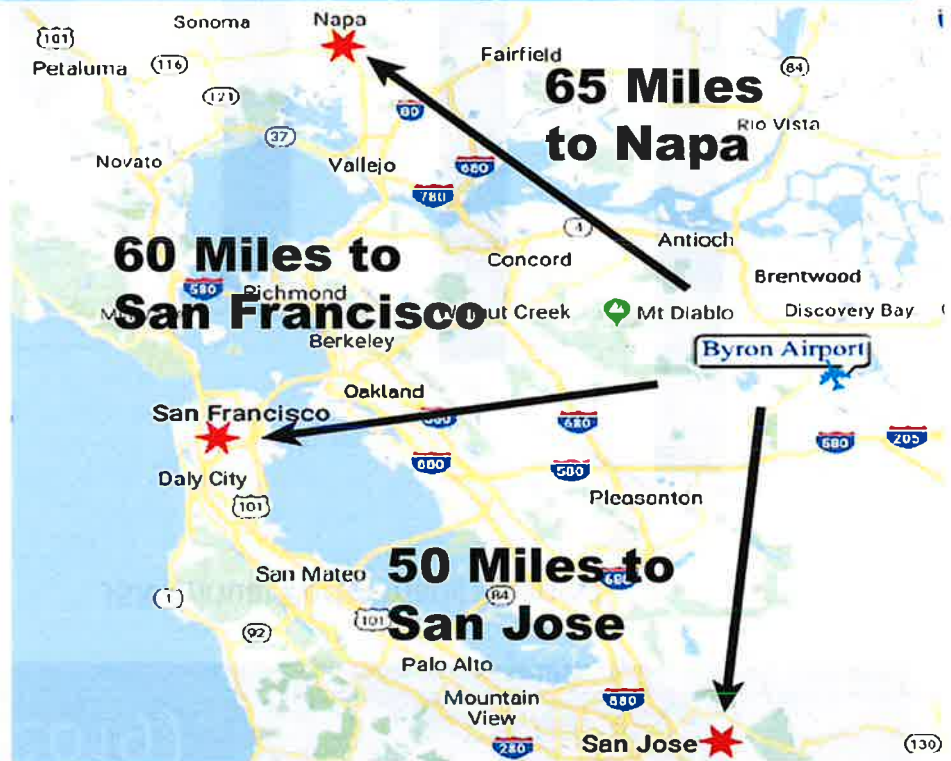 Napa
Sonoma
101
Petaluma
116
Fairfield
84
121
65 Miles
to Napa
80
Rio Vista
37
Novato
Vallejo
680
780
4
Antioch
60 Miles to
San Francisco
Concord
580
Richmond
Brentwood
Creek
Mt Diablo
Discovery Bay
Berkeley
Byron Airport
Oakland
San Francisco
680
680
205
680
580
Daly City
101
Pleasanton
50 Miles to
San Jose
San Mateo
84
1
101
92
Palo Alto
Mountain
View
880
280
San Jose
130